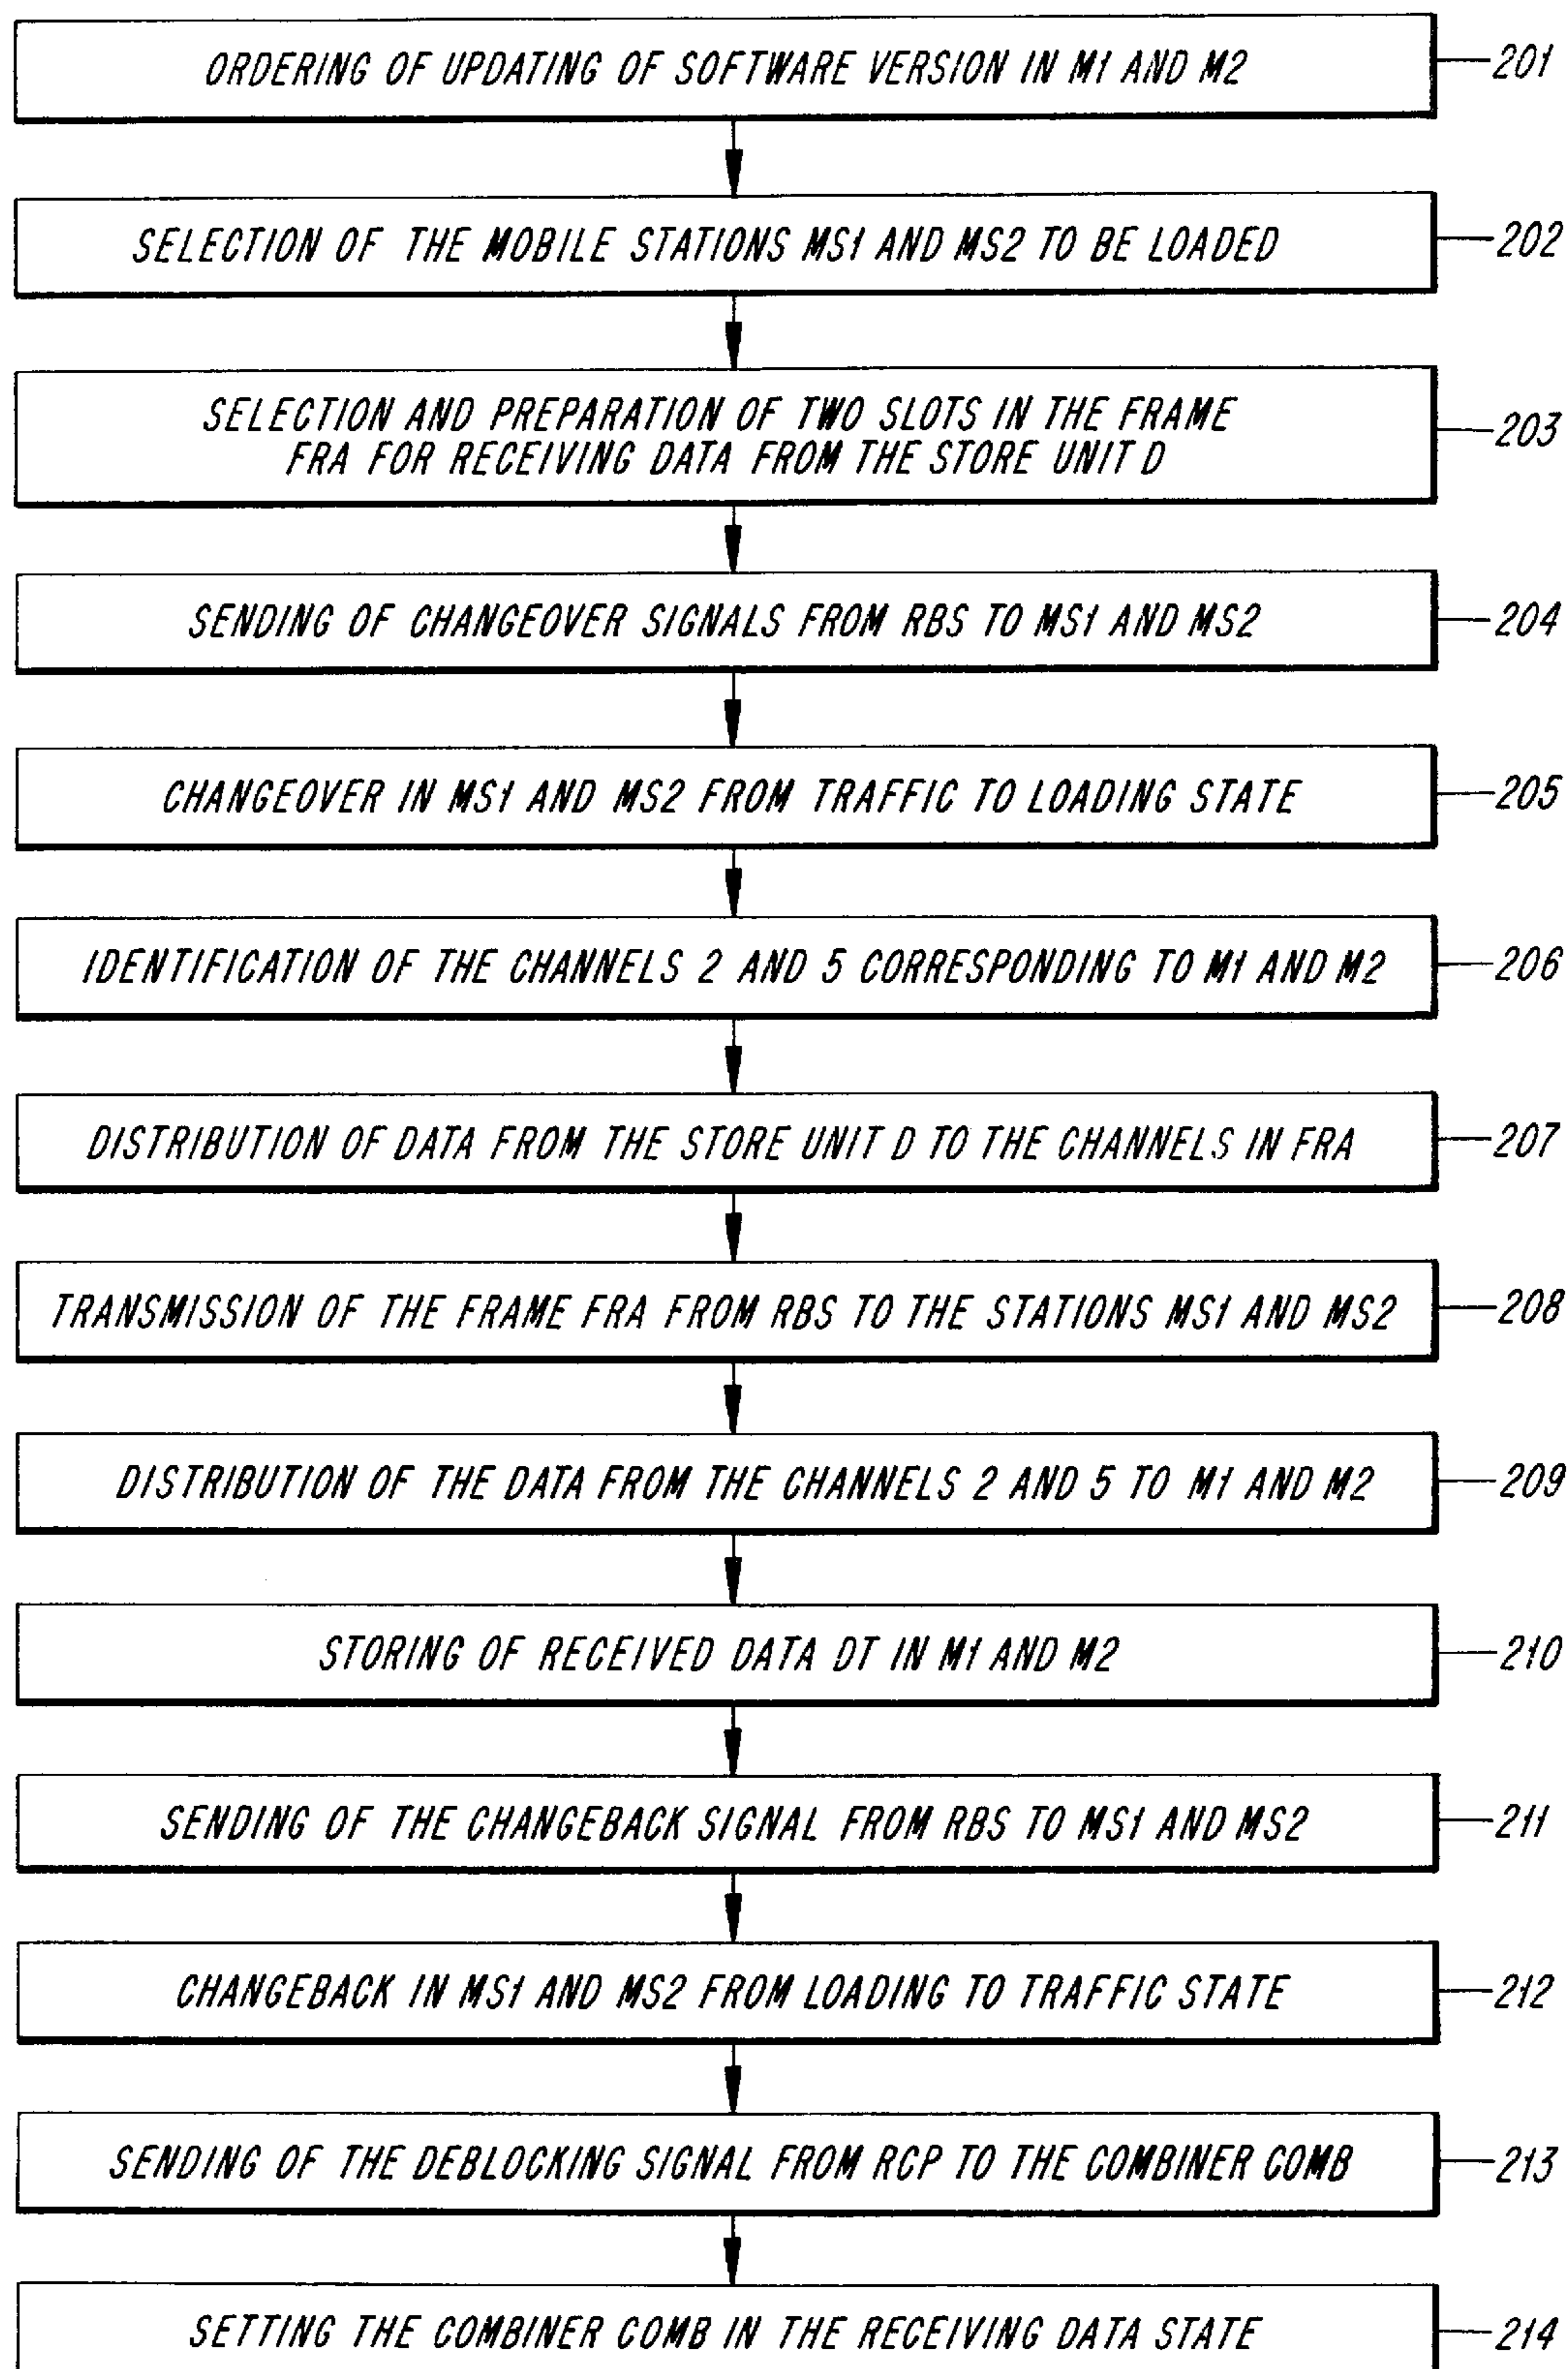 ORDERING OF UPDATING OF SOFTWARE VERSION IN M1 AND M2
201
SELECTION OF THE MOBILE STATIONS MS1 AND MS2 TO BE LOADED
202
SELECTION AND PREPARATION OF TWO SLOTS IN THE FRAME
FRA FOR RECEIVING DATA FROM THE STORE UNIT D
203
SENDING OF CHANGEOVER SIGNALS FROM RBS TO MS1 AND MS2
204
CHANGEOVER IN MS1 AND MS2 FROM TRAFFIC TO LOADING STATE
205
IDENTIFICATION OF THE CHANNELS 2 AND 5 CORRESPONDING TO M1 AND M2
206
DISTRIBUTION OF DATA FROM THE STORE UNIT D TO THE CHANNELS IN FRA
207
TRANSMISSION OF THE FRAME FRA FROM RBS TO THE STATIONS MS1 AND MS2
208
DISTRIBUTION OF THE DATA FROM THE CHANNELS 2 AND 5 TO M1 AND M2
209
STORING OF RECEIVED DATA DT IN M1 AND M2
210
SENDING OF THE CHANGEBACK SIGNAL FROM RBS TO MS1 AND MS2
211
CHANGEBACK IN MS1 AND MS2 FROM LOADING TO TRAFFIC STATE
212
SENDING OF THE DEBLOCKING SIGNAL FROM RCP TO THE COMBINER COMB
213
SETTING THE COMBINER COMB IN THE RECEIVING DATA STATE
214